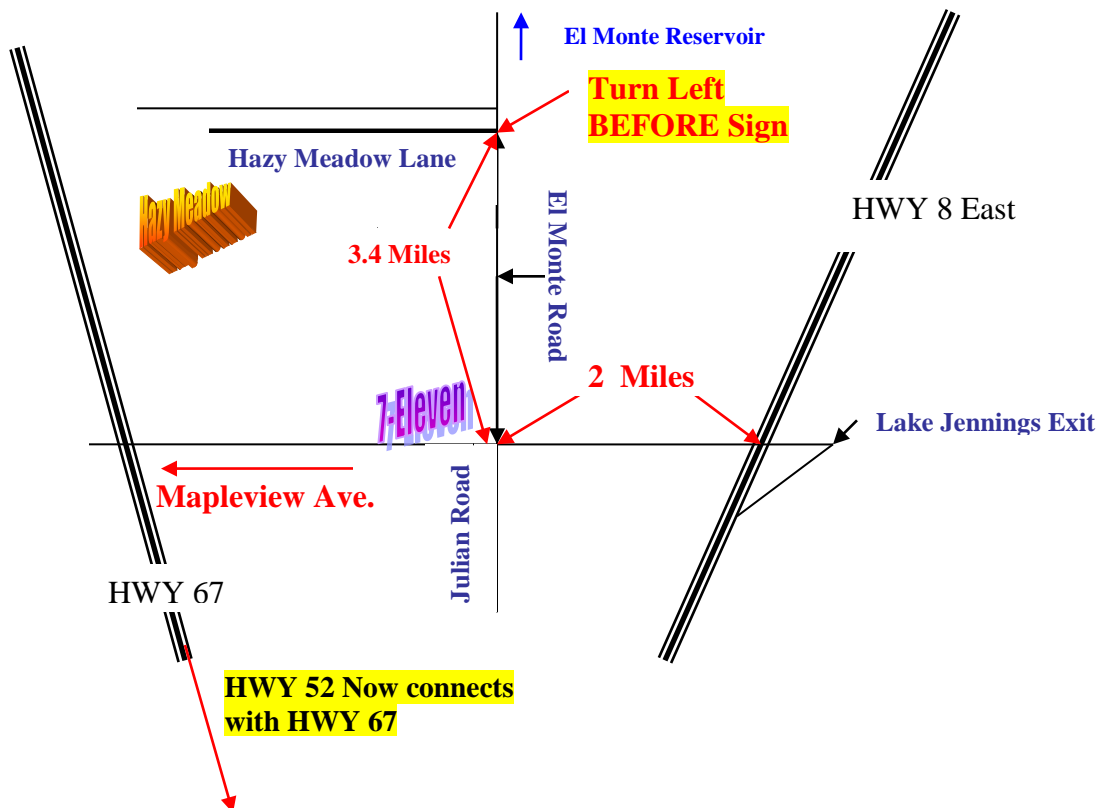 El Monte Reservoir
Turn Left
BEFORE Sign
Hazy Meadow Lane
Hazy Meadow
El Monte Road
HWY 8 East
3.4 Miles
2 Miles
7-Eleven
Lake Jennings Exit
Mapleview Ave.
Julian Road
HWY 67
HWY 52 Now connects
with HWY 67